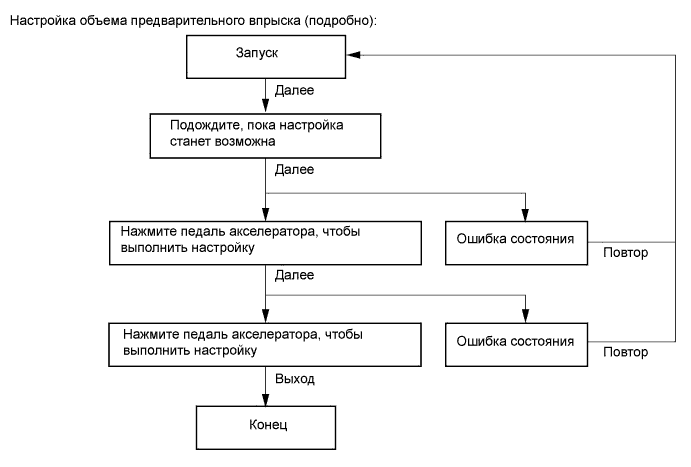 Настройка объема предварительного впрыска (подробно):
Запуск
Далее
Подождите, пока настройка
станет возможна
Далее
Нажмите педаль акселератора, чтобы
выполнить настройку
Ошибка состояния
Повтор
Далее
Нажмите педаль акселератора, чтобы
выполнить настройку
Ошибка состояния
Повтор
Выход
Конец